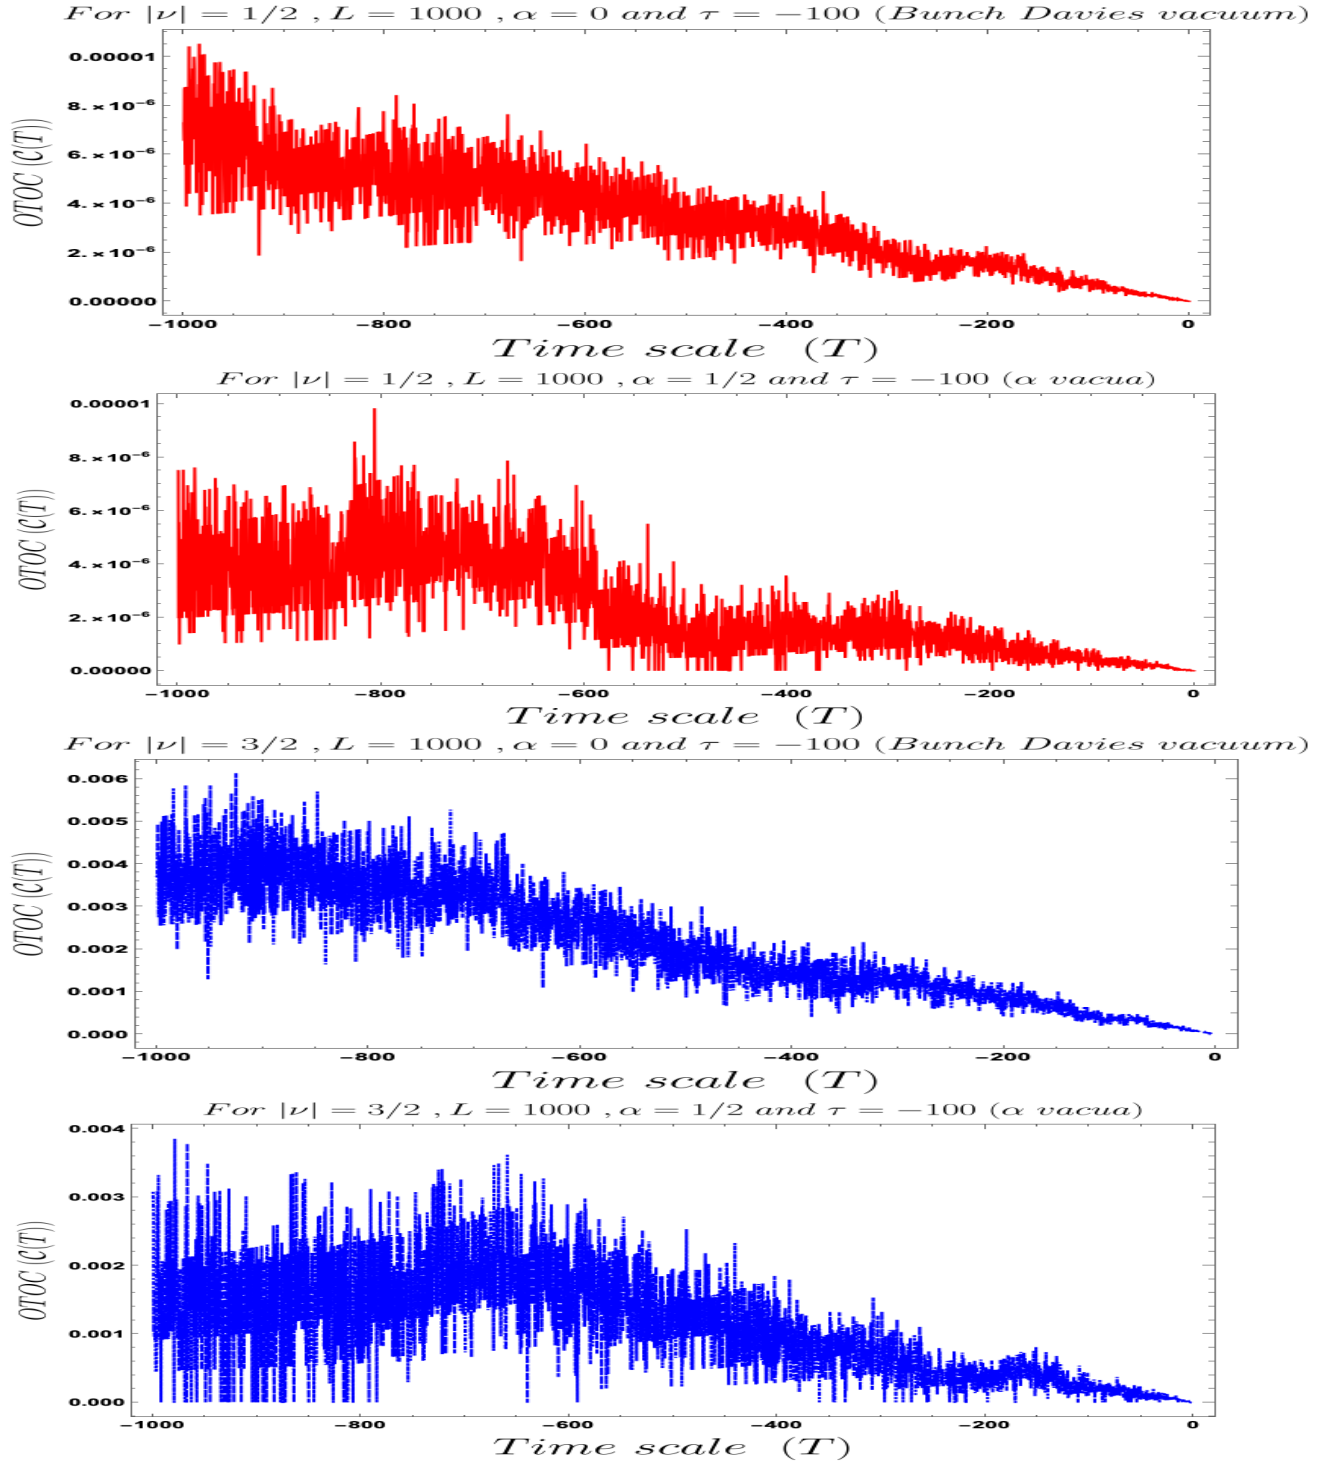 For |ν| = 1/2 , L = 1000 , α = 0 and τ = −100 (Bunch Davies vacuum)
OTOC (C(T))
0.00001
8.×10⁻⁶
6.×10⁻⁶
4.×10⁻⁶
2.×10⁻⁶
0.00000
−1000 −800 −600 −400 −200 0
Time scale (T)
For |ν| = 1/2 , L = 1000 , α = 1/2 and τ = −100 (α vacua)
OTOC (C(T))
0.00001
8.×10⁻⁶
6.×10⁻⁶
4.×10⁻⁶
2.×10⁻⁶
0.00000
−1000 −800 −600 −400 −200 0
Time scale (T)
For |ν| = 3/2 , L = 1000 , α = 0 and τ = −100 (Bunch Davies vacuum)
OTOC (C(T))
0.006
0.005
0.004
0.003
0.002
0.001
0.000
−1000 −800 −600 −400 −200 0
Time scale (T)
For |ν| = 3/2 , L = 1000 , α = 1/2 and τ = −100 (α vacua)
OTOC (C(T))
0.004
0.003
0.002
0.001
0.000
−1000 −800 −600 −400 −200 0
Time scale (T)